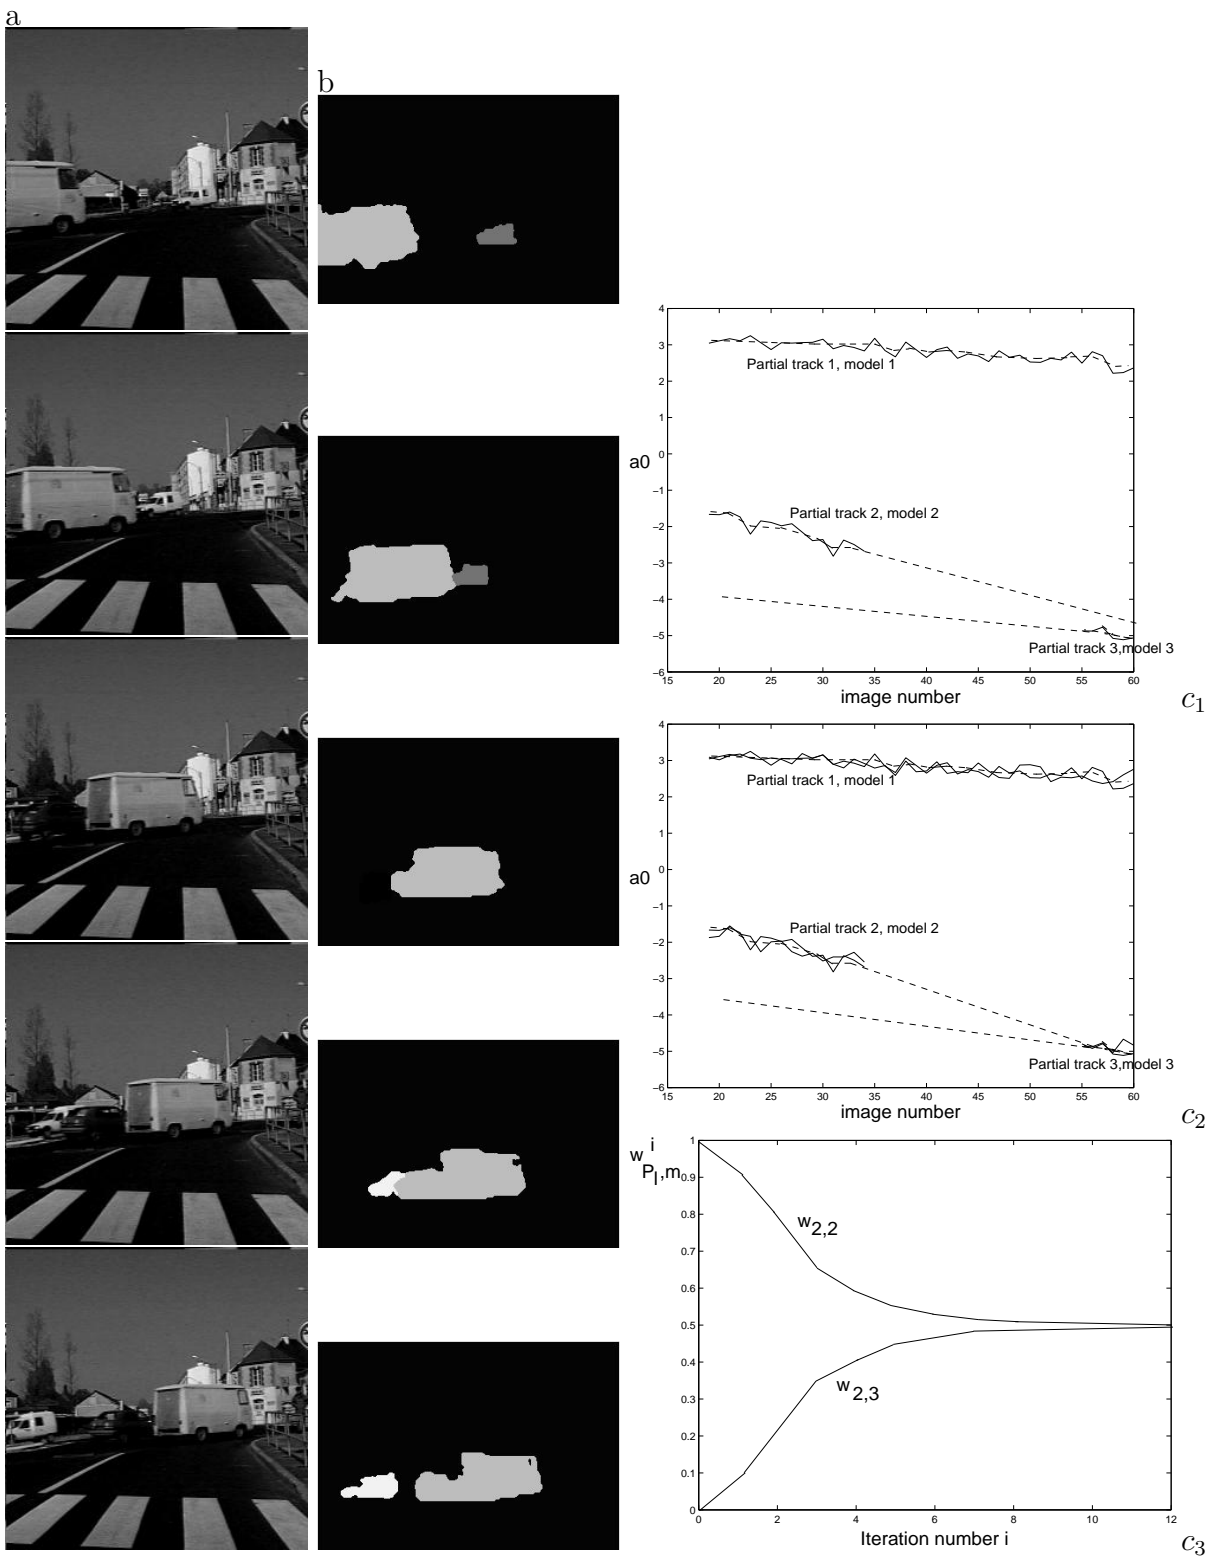 a
b
4
3
2
1
0
−1
−2
−3
−4
−5
−6
a0
Partial track 1, model 1
Partial track 2, model 2
Partial track 3,model 3
15 20 25 30 35 40 45 50 55 60
image number
c1
4
3
2
1
0
−1
−2
−3
−4
−5
−6
a0
Partial track 1, model 1
Partial track 2, model 2
Partial track 3,model 3
15 20 25 30 35 40 45 50 55 60
image number
c2
w i Pl,m
1
0.9
0.8
0.7
0.6
0.5
0.4
0.3
0.2
0.1
0
w2,2
w2,3
0 2 4 6 8 10 12
Iteration number i
c3